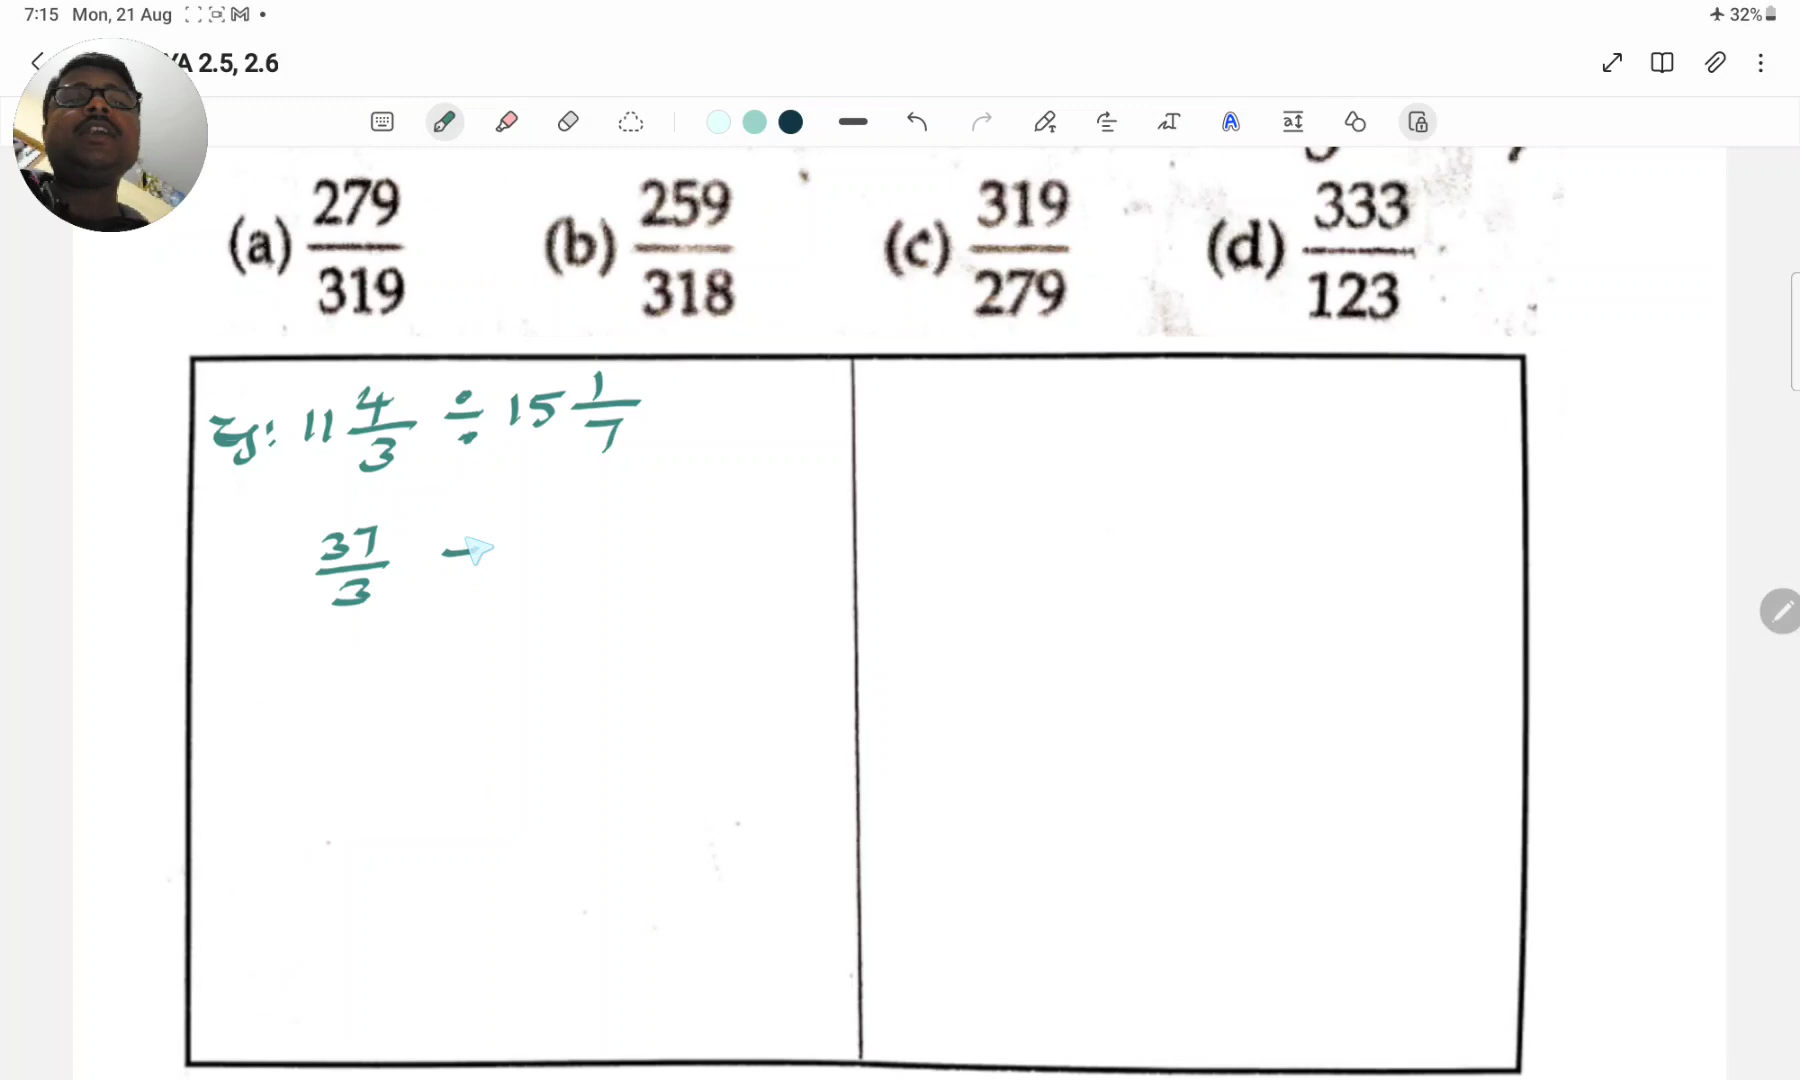 7:15 Mon, 21 Aug
32%
A 2.5, 2.6
(a) 279/319 (b) 259/318 (c) 319/279 (d) 333/123
11 4/3 ÷ 15 1/7
37/3 -